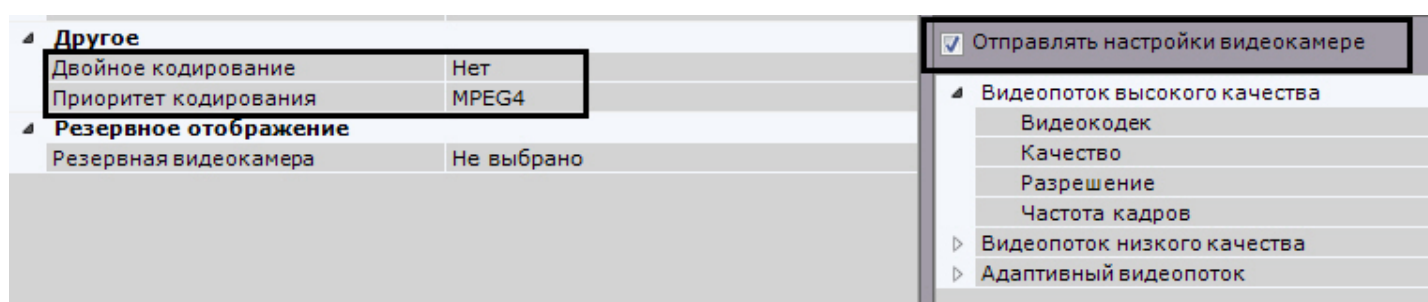 Другое
Двойное кодирование Нет
Приоритет кодирования MPEG4
Резервное отображение
Резервная видеокамера Не выбрано
Отправлять настройки видеокамере
Видеопоток высокого качества
Видеокодек
Качество
Разрешение
Частота кадров
Видеопоток низкого качества
Адаптивный видеопоток